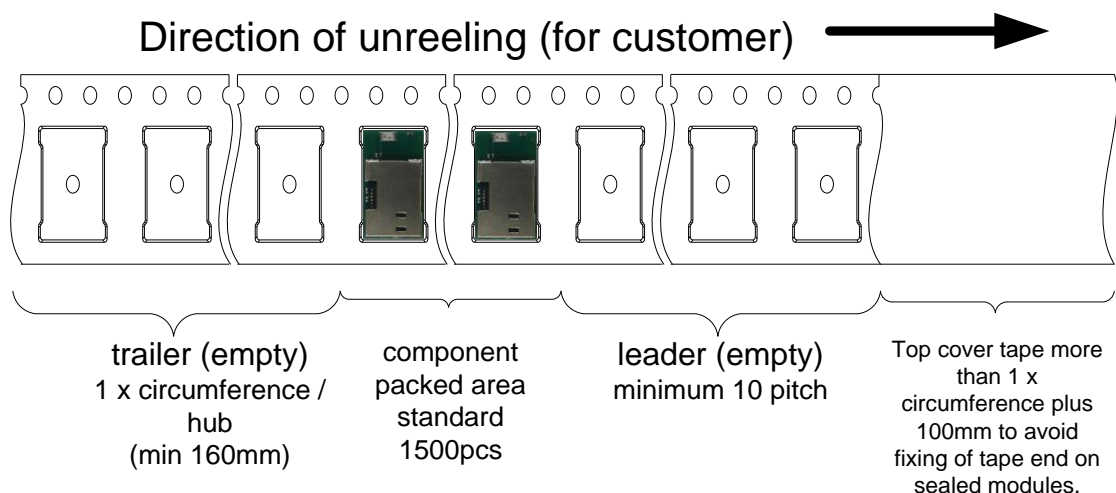 Direction of unreeling (for customer)
trailer (empty)
1 x circumference /
hub
(min 160mm)
component
packed area
standard
1500pcs
leader (empty)
minimum 10 pitch
Top cover tape more
than 1 x
circumference plus
100mm to avoid
fixing of tape end on
sealed modules.